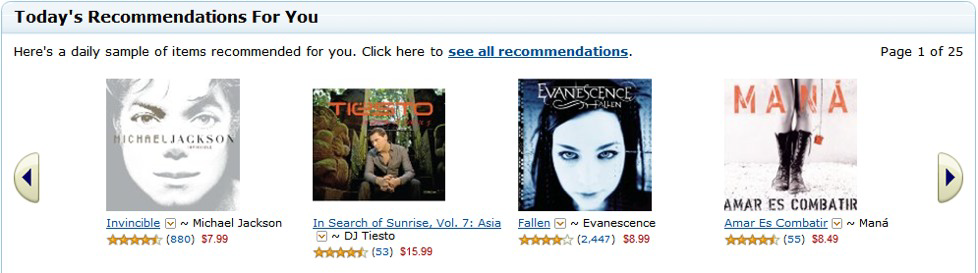 Today's Recommendations For You
Here's a daily sample of items recommended for you. Click here to see all recommendations.
Page 1 of 25
MICHAEL JACKSON
INVINCIBLE
TIËSTO
EVANESCENCE
FALLEN
MANÁ
AMAR ES COMBATIR
Invincible ~ Michael Jackson
(880) $7.99
In Search of Sunrise, Vol. 7: Asia
~ DJ Tiesto
(53) $15.99
Fallen ~ Evanescence
(2,447) $8.99
Amar Es Combatir ~ Maná
(55) $8.49